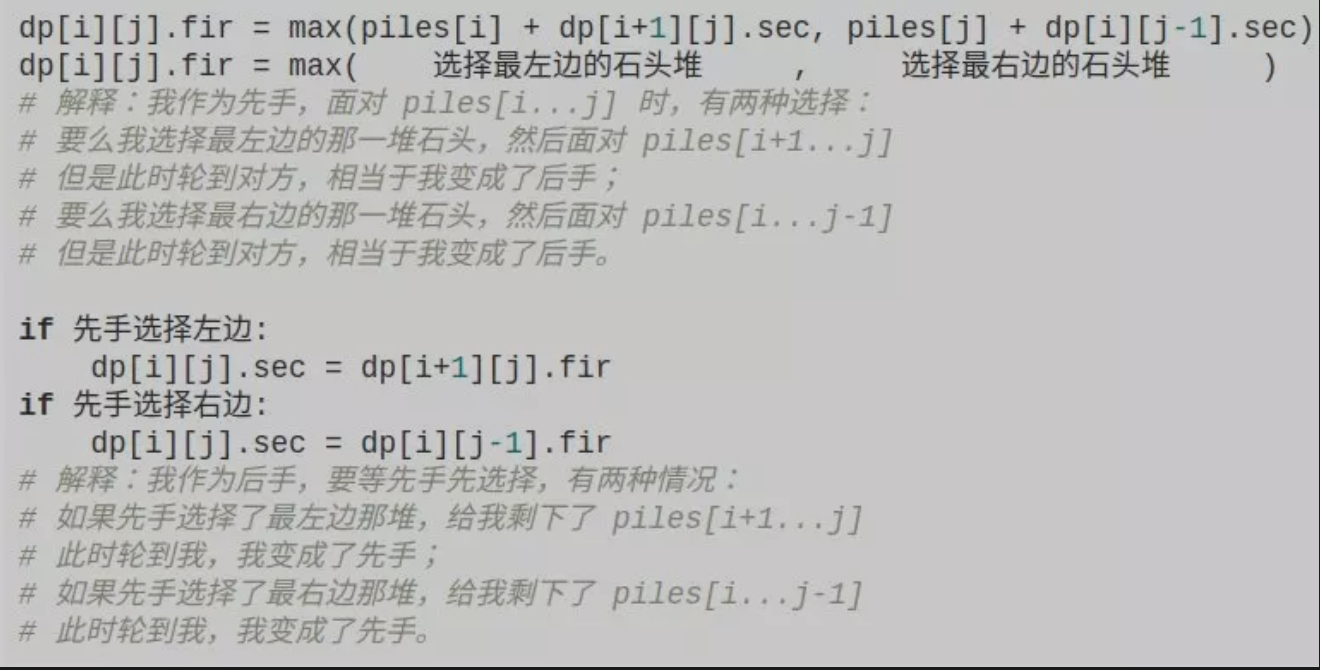 dp[i][j].fir = max(piles[i] + dp[i+1][j].sec, piles[j] + dp[i][j-1].sec)
dp[i][j].fir = max(    选择最左边的石头堆    ,    选择最右边的石头堆    )
# 解释：我作为先手，面对 piles[i...j] 时，有两种选择：
# 要么我选择最左边的那一堆石头，然后面对 piles[i+1...j]
# 但是此时轮到对方，相当于我变成了后手；
# 要么我选择最右边的那一堆石头，然后面对 piles[i...j-1]
# 但是此时轮到对方，相当于我变成了后手。
if 先手选择左边:
    dp[i][j].sec = dp[i+1][j].fir
if 先手选择右边:
    dp[i][j].sec = dp[i][j-1].fir
# 解释：我作为后手，要等先手先选择，有两种情况：
# 如果先手选择了最左边那堆，给我剩下了 piles[i+1...j]
# 此时轮到我，我变成了先手；
# 如果先手选择了最右边那堆，给我剩下了 piles[i...j-1]
# 此时轮到我，我变成了先手。